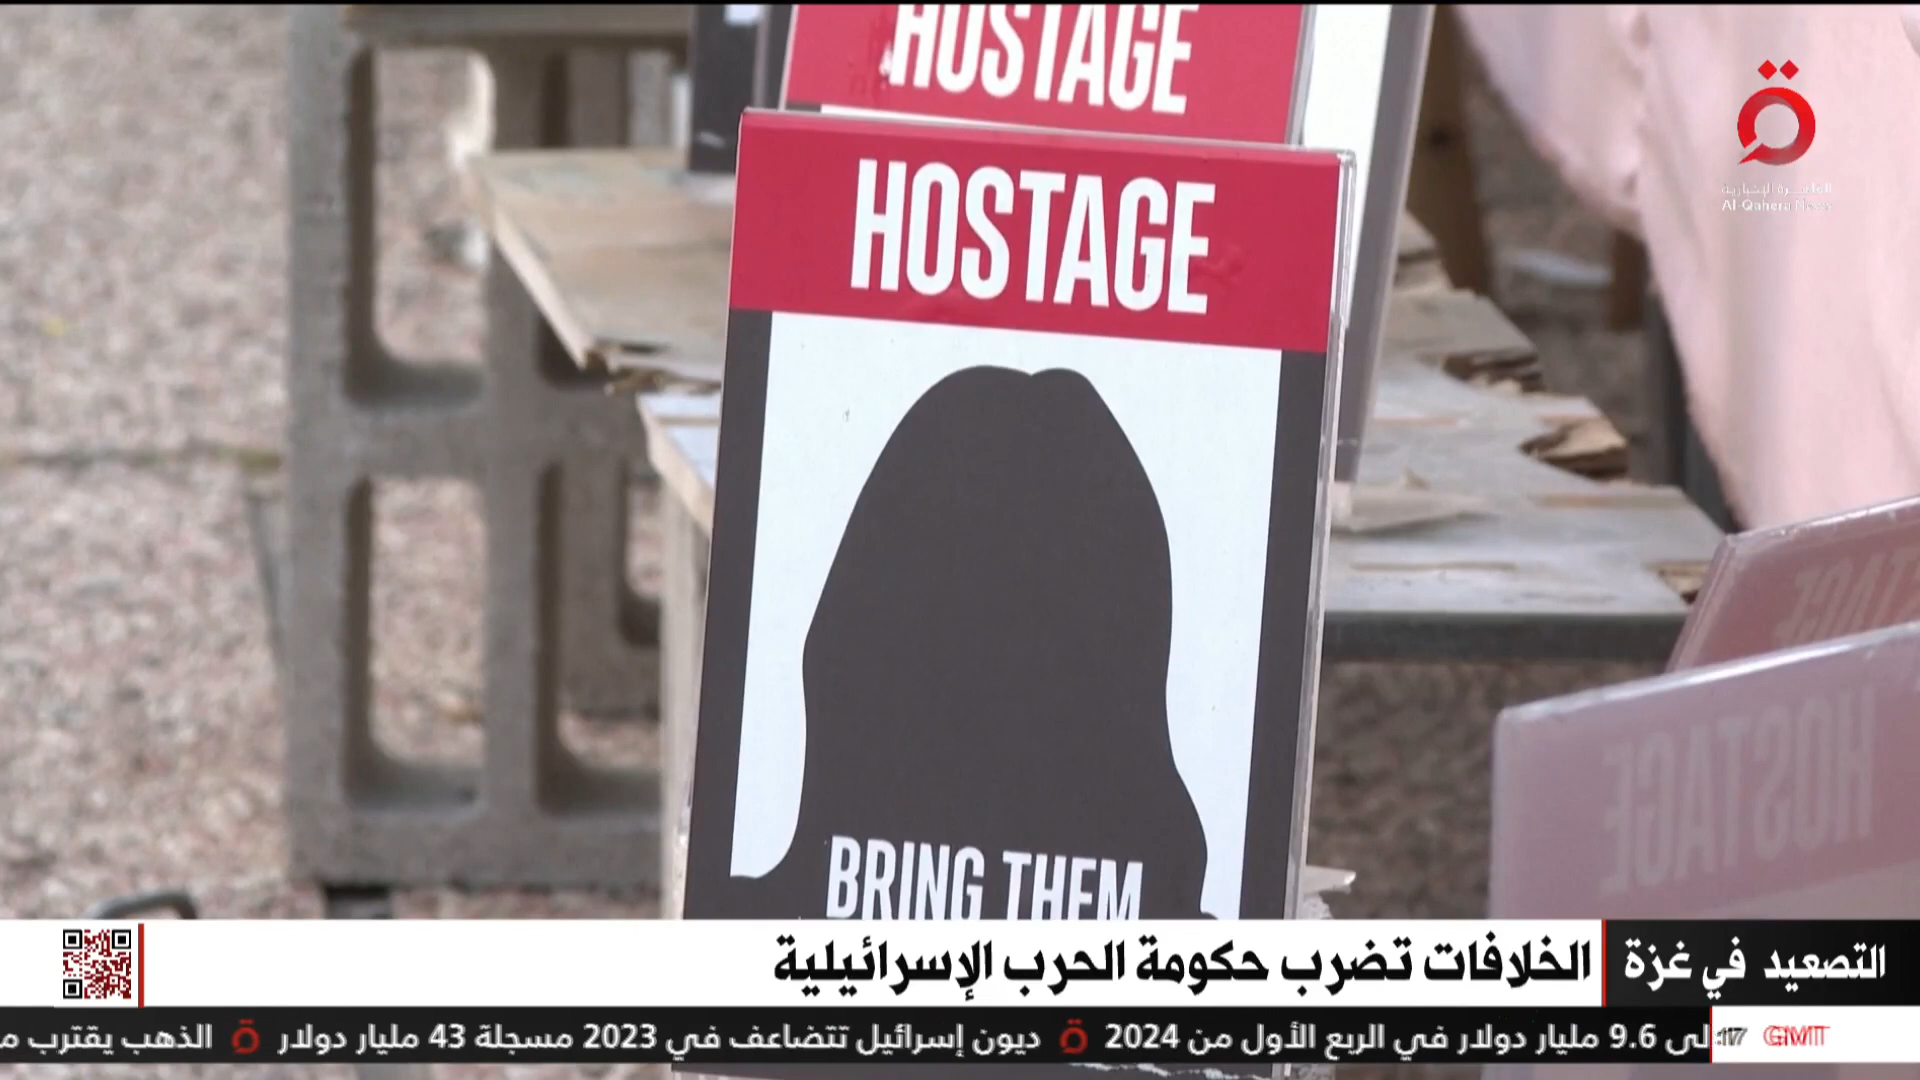 HOSTAGE
HOSTAGE
BRING THEM
HOSTAGE
Al-Qahera News
التصعيد في غزة
الخلافات تضرب حكومة الحرب الإسرائيلية
GMT
لى 9.6 مليار دولار في الربع الأول من 2024
ديون إسرائيل تتضاعف في 2023 مسجلة 43 مليار دولار
الذهب يقترب